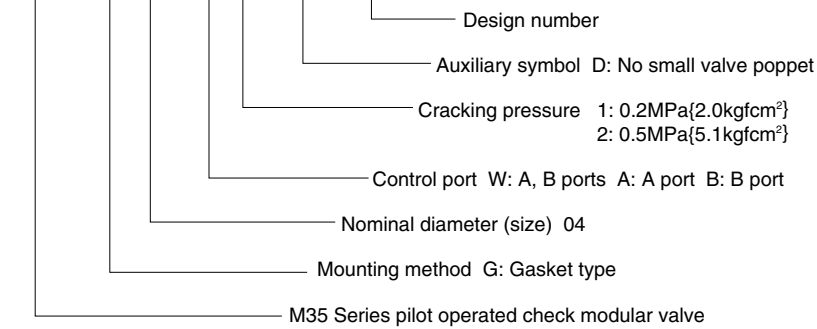 Design number
Auxiliary symbol D: No small valve poppet
Cracking pressure 1: 0.2MPa{2.0kgfcm²}
2: 0.5MPa{5.1kgfcm²}
Control port W: A, B ports A: A port B: B port
Nominal diameter (size) 04
Mounting method G: Gasket type
M35 Series pilot operated check modular valve